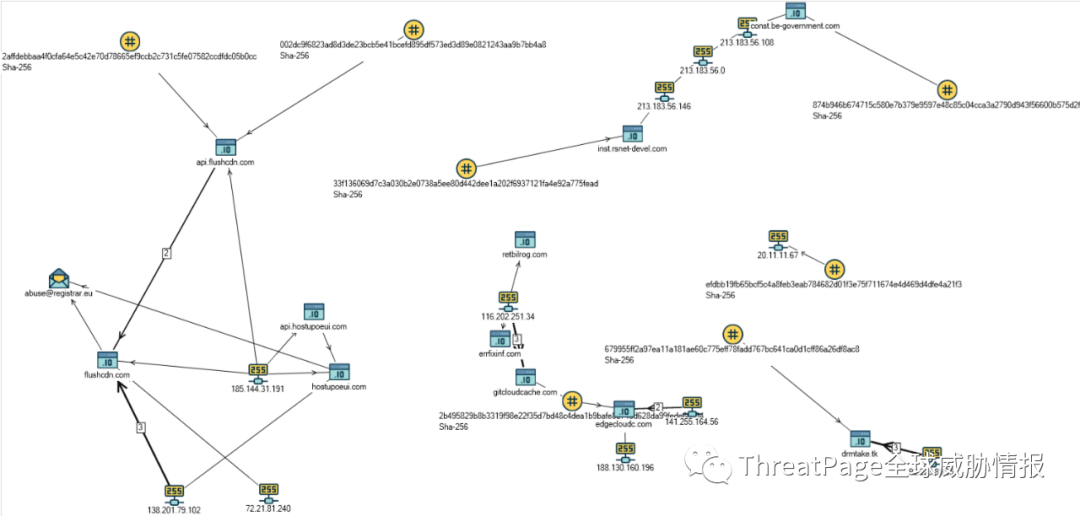 const.be-government.com
2affdebbaa4f0cfa64e5c42e70d78665ef9ccb2c731c5fe07582ccdfdc05b0cc
Sha-256
002dc9f6823ad8d3de23bcb5e41bcefd895df573ed3d89e0821243aa9b7bb4a8
Sha-256
213.183.56.108
213.183.56.0
213.183.56.146
874b946b674715c580e7b379e9597e48c85c04cca3a2790d943f56600b575d2f
Sha-256
inst.rsnet-devel.com
api.flushcdn.com
33f136069d7c3a030b2e0738a5ee80d442dee1a202f6937121fa4e92a775fead
Sha-256
2
retbilrog.com
20.11.11.67
efdbb19fb65bcf5c4a8feb3eab784682d01f3e75f711674e4d469d4dfe4a21f3
Sha-256
abuse@registrar.eu
116.202.251.34
api.hostupoeui.com
3
errfixinf.com
679955ff2a97ea11a181ae60c775eff78fadd767bc641ca0d1cff86a26df8ac8
Sha-256
flushcdn.com
185.144.31.191
hostupoeui.com
gitcloudcache.com
2b495829b8b3319f98e22f35d7bd48c4dea1b9bafe
Sha-256
2
141.255.164.56
edgecloudc.com
3
188.130.160.196
drmtake.tk
3
138.201.79.102
72.21.81.240
ThreatPage全球威胁情报